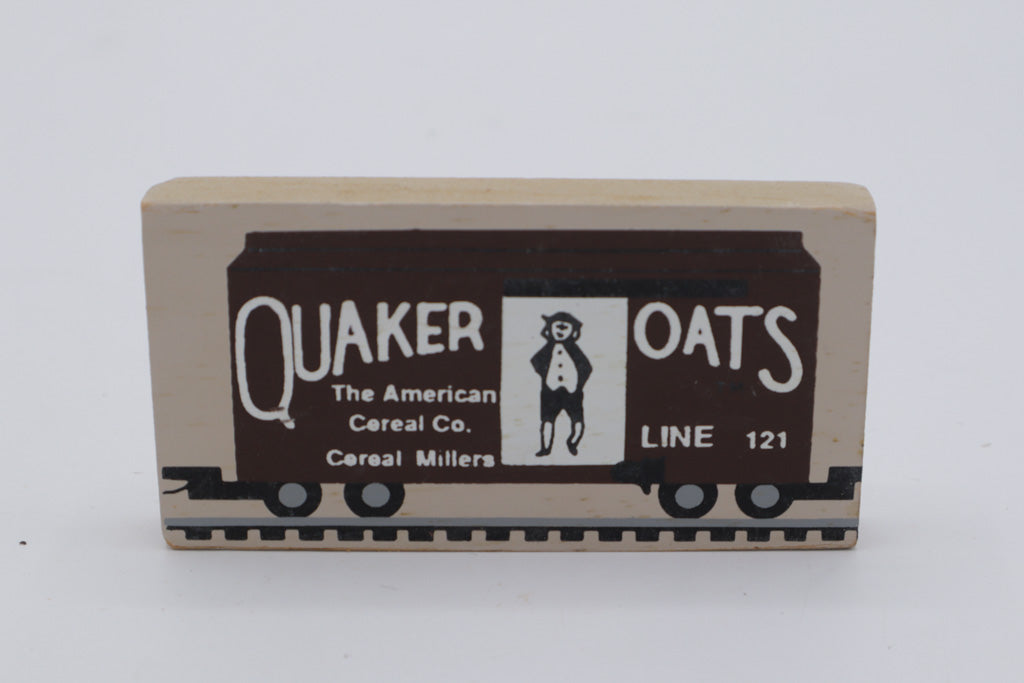 QUAKER OATS
The American
Cereal Co.
Cereal Millers
LINE 121